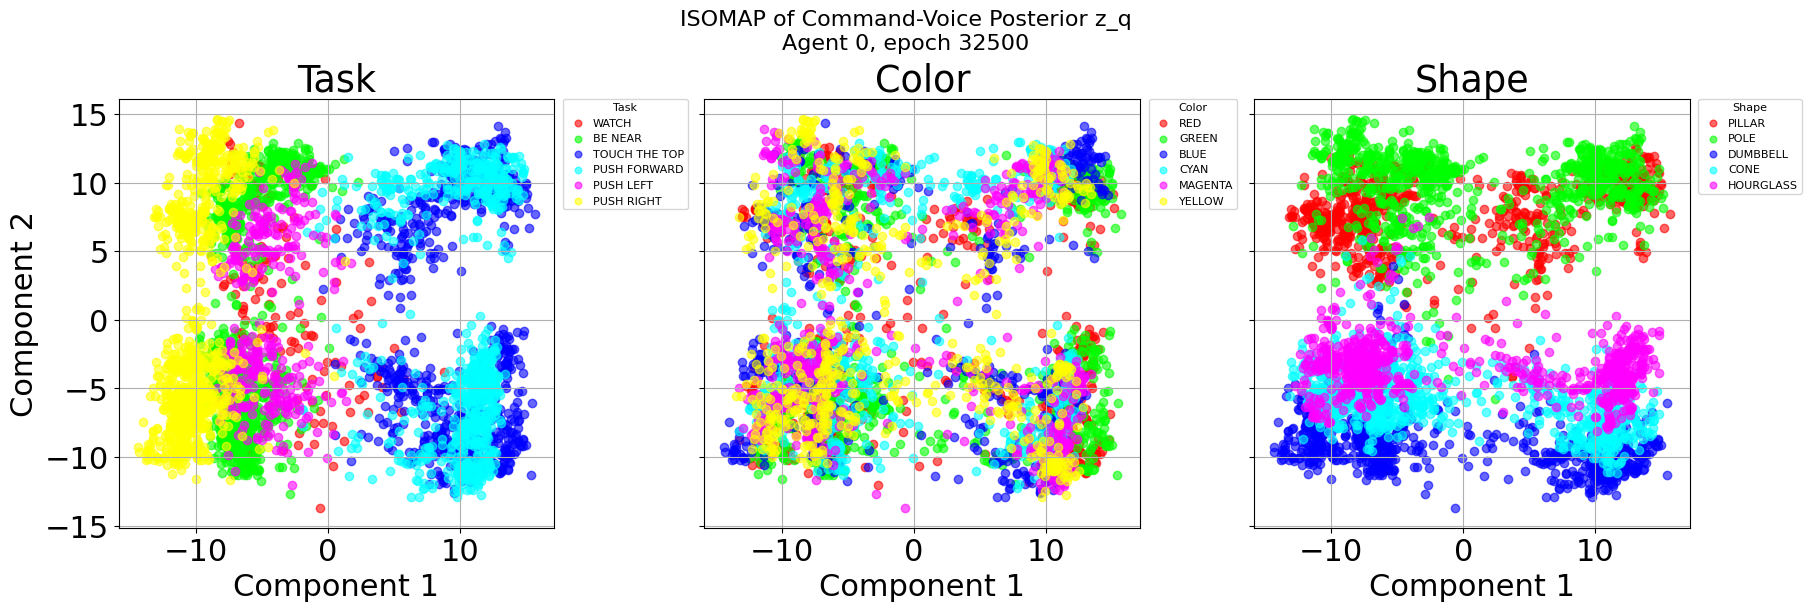 ISOMAP of Command-Voice Posterior z_q
Agent 0, epoch 32500
Task
Component 2
15
10
5
0
−5
−10
−15
−10 0 10
Component 1
Task
WATCH
BE NEAR
TOUCH THE TOP
PUSH FORWARD
PUSH LEFT
PUSH RIGHT
Color
−10 0 10
Component 1
Color
RED
GREEN
BLUE
CYAN
MAGENTA
YELLOW
Shape
−10 0 10
Component 1
Shape
PILLAR
POLE
DUMBBELL
CONE
HOURGLASS